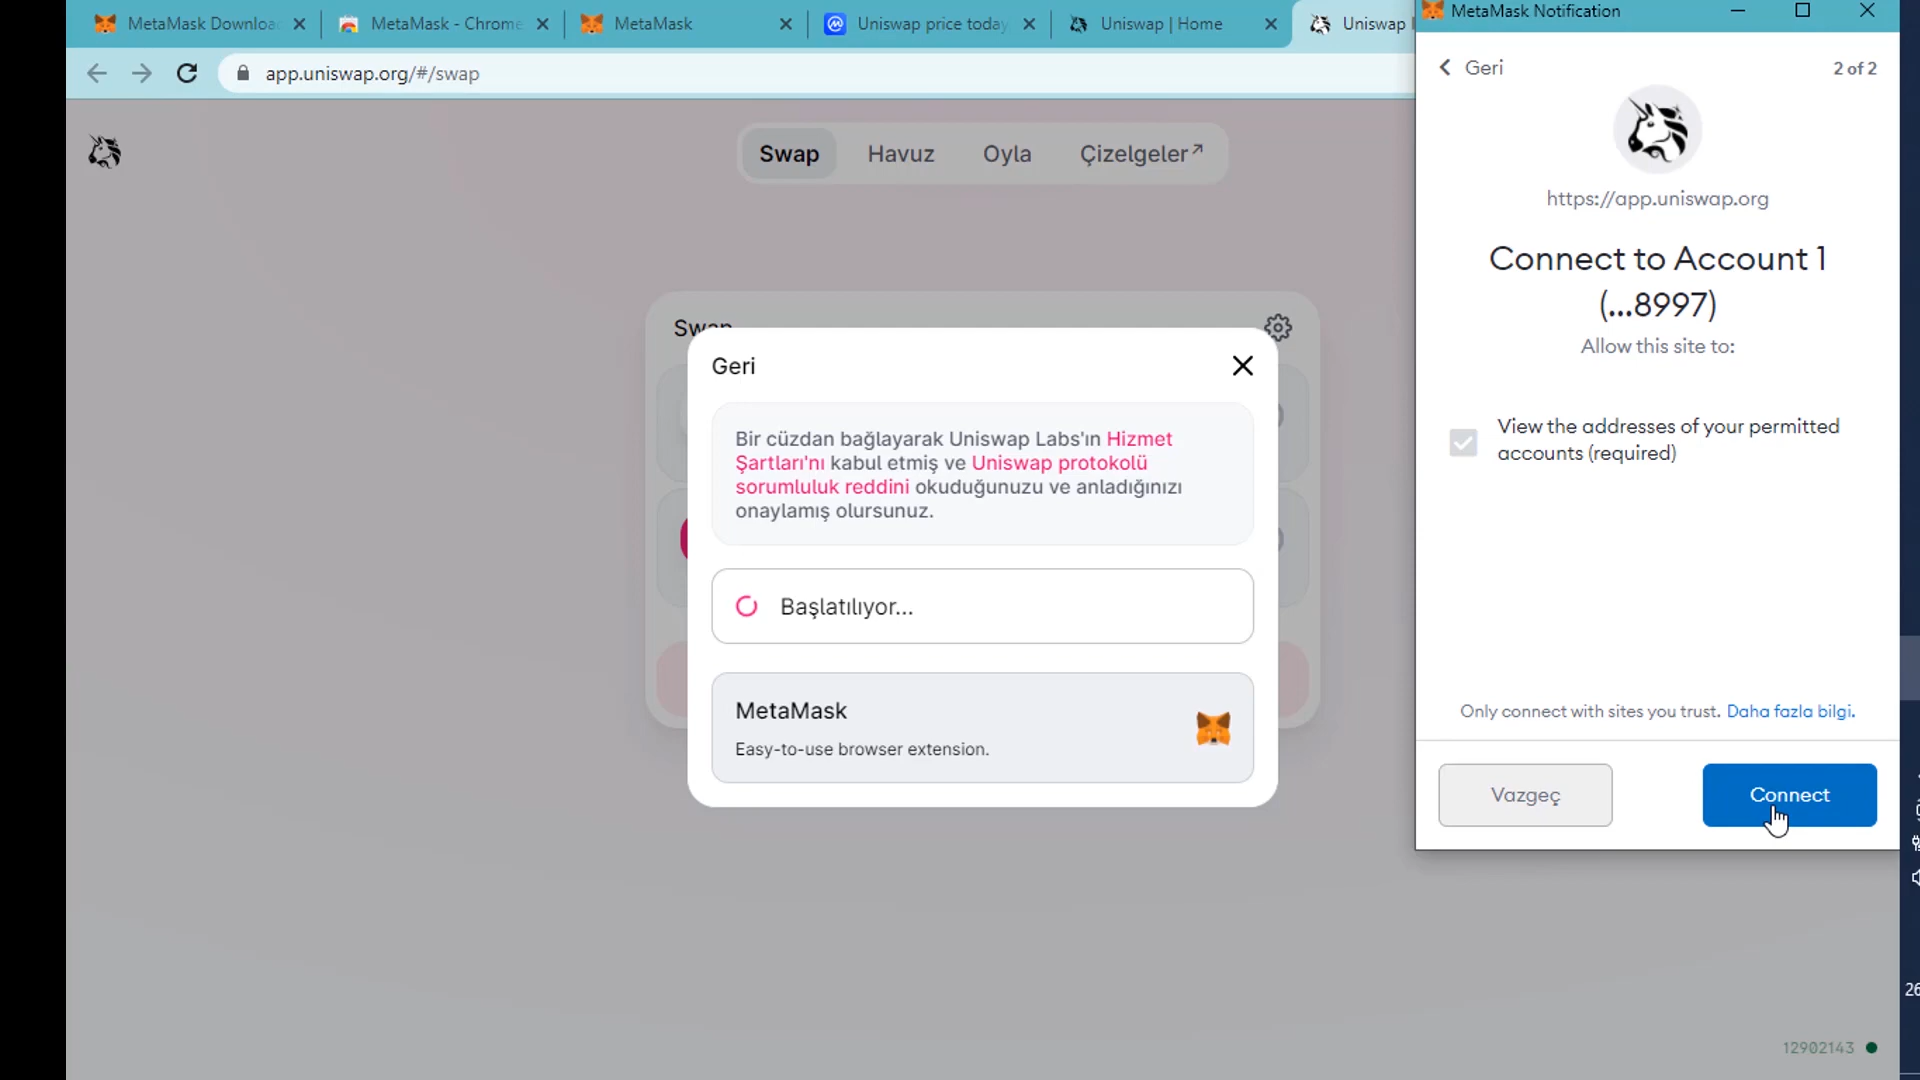 MetaMask Downloa
MetaMask - Chrome
MetaMask
Uniswap price today
Uniswap | Home
Uniswap
MetaMask Notification
app.uniswap.org/#/swap
Geri
2 of 2
Swap
Havuz
Oyla
Çizelgeler↗
https://app.uniswap.org
Connect to Account 1
(...8997)
Allow this site to:
View the addresses of your permitted
accounts (required)
Only connect with sites you trust. Daha fazla bilgi.
Vazgeç
Connect
Swap
Geri
Bir cüzdan bağlayarak Uniswap Labs'ın Hizmet
Şartları'nı kabul etmiş ve Uniswap protokolü
sorumluluk reddini okuduğunuzu ve anladığınızı
onaylamış olursunuz.
Başlatılıyor...
MetaMask
Easy-to-use browser extension.
26
12902143